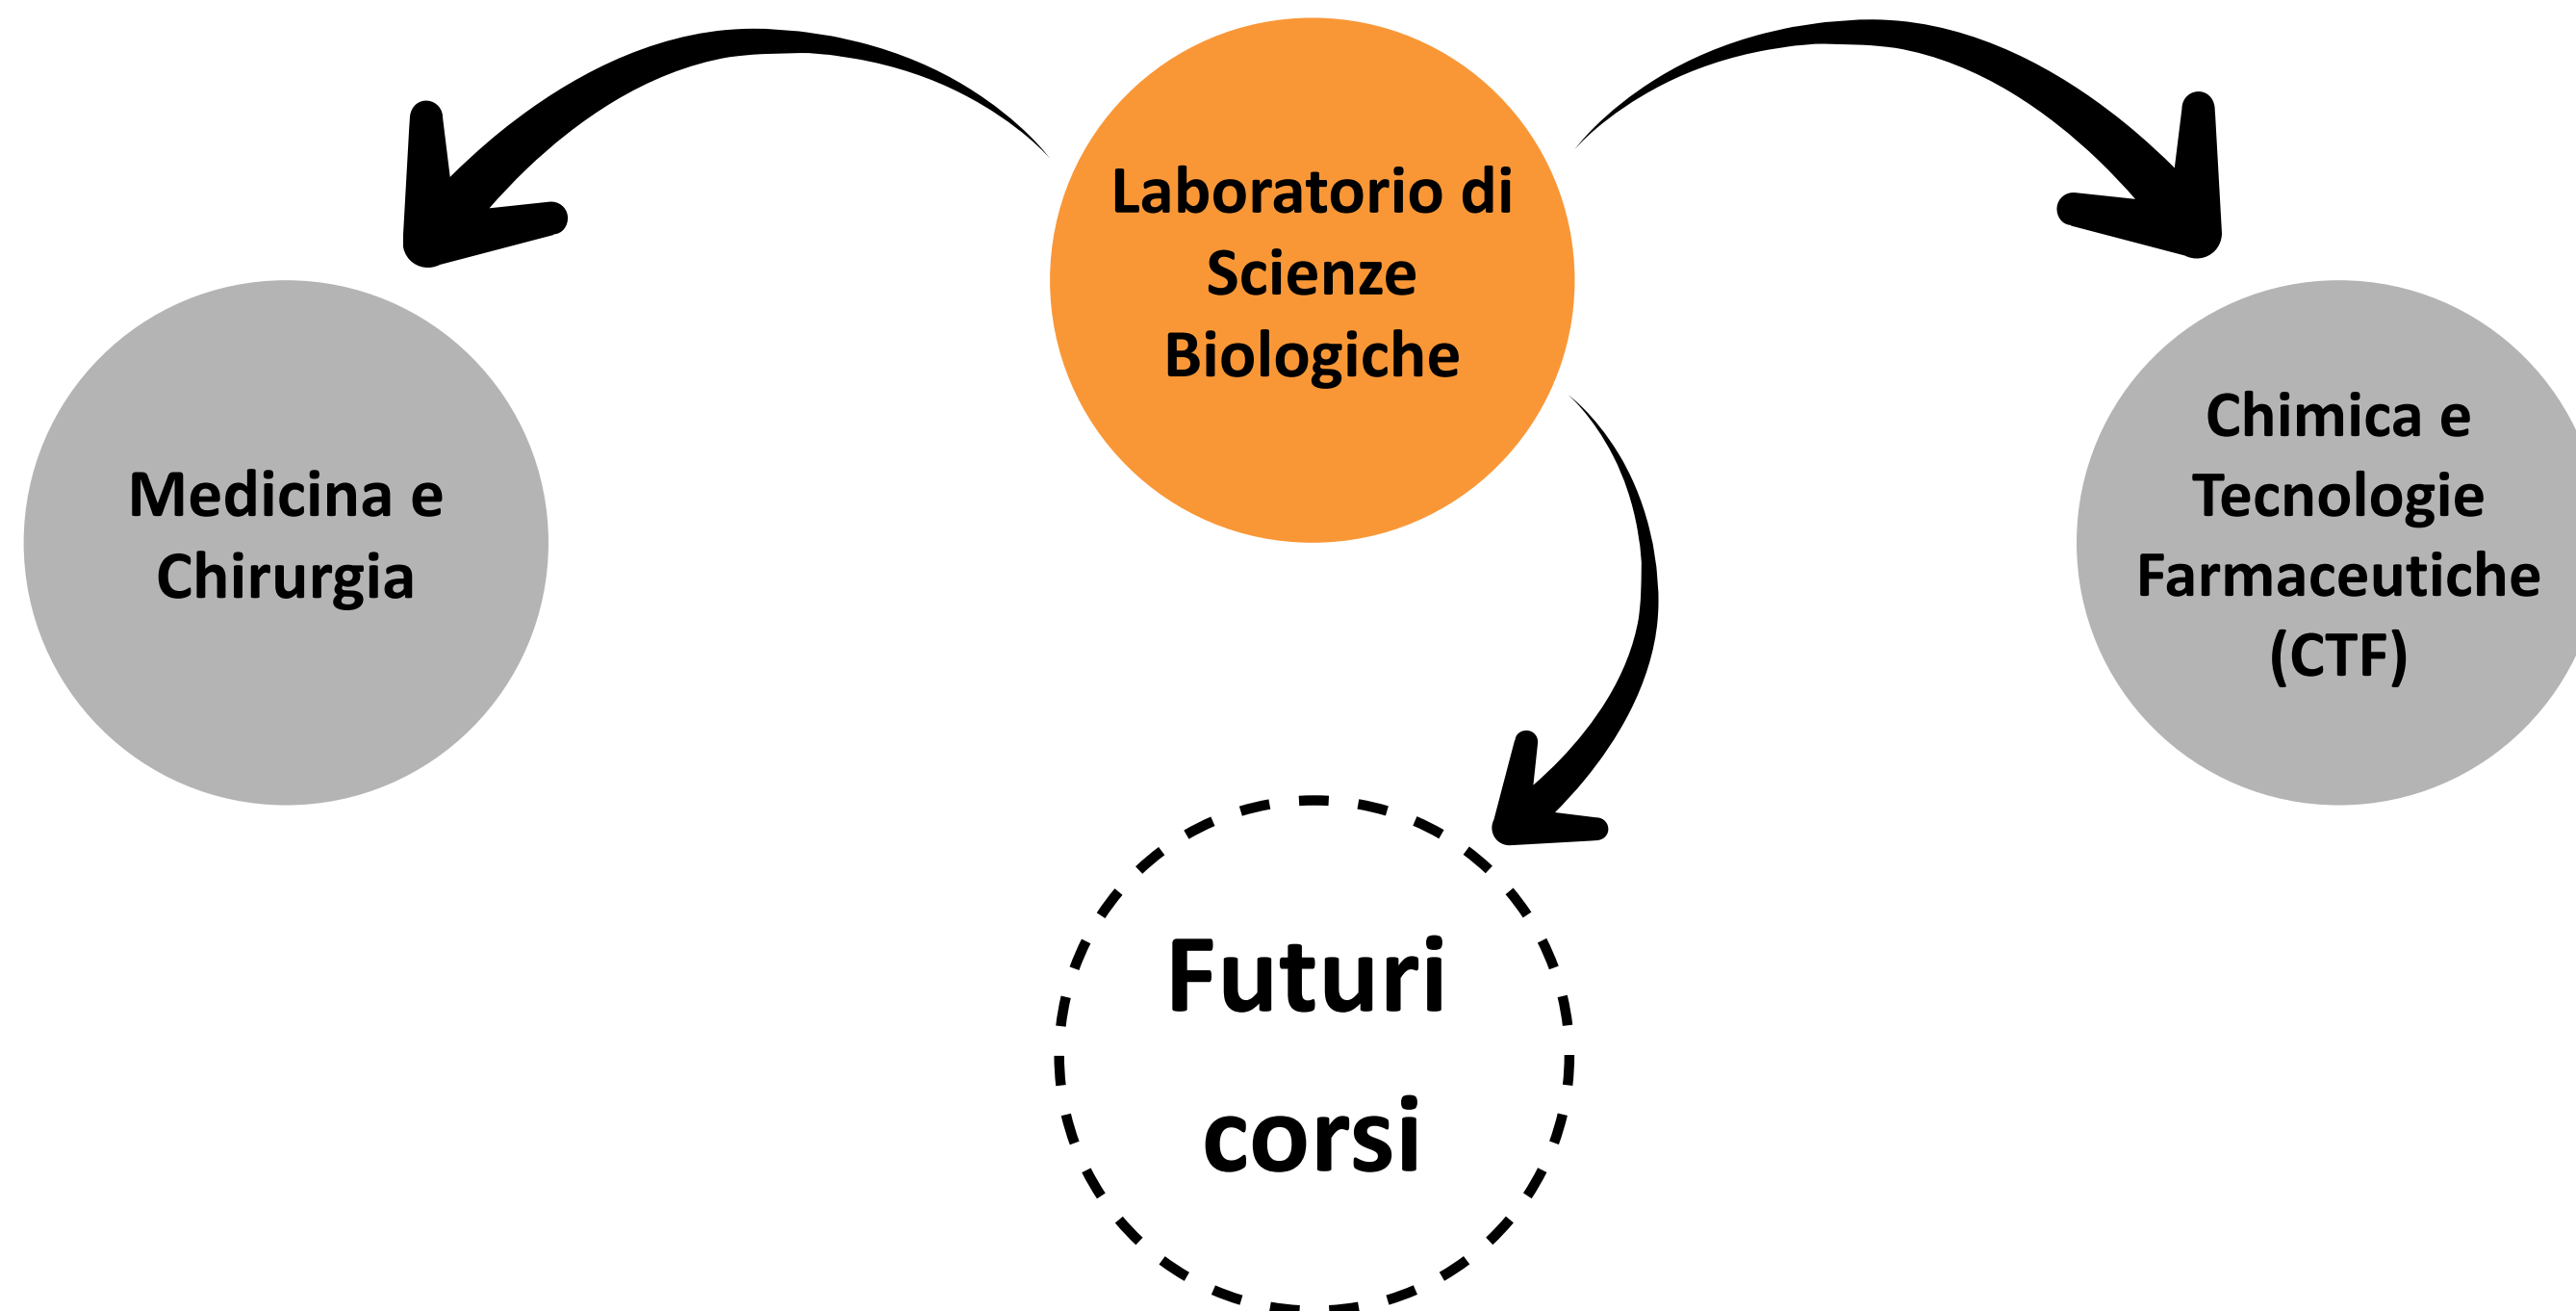 Laboratorio di
Scienze
Biologiche
Medicina e
Chirurgia
Chimica e
Tecnologie
Farmaceutiche
(CTF)
Futuri
corsi